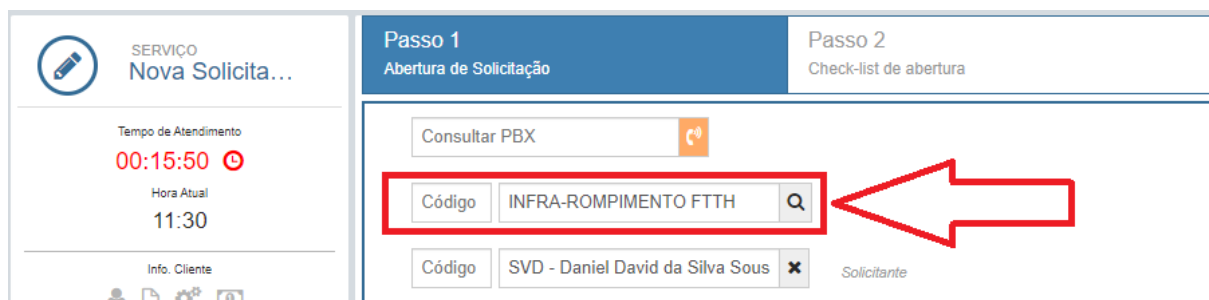 SERVIÇO
Nova Solicita...
Tempo de Atendimento
00:15:50
Hora Atual
11:30
Info. Cliente
Passo 1
Abertura de Solicitação
Passo 2
Check-list de abertura
Consultar PBX
Código INFRA-ROMPIMENTO FTTH
Código SVD - Daniel David da Silva Sous
Solicitante